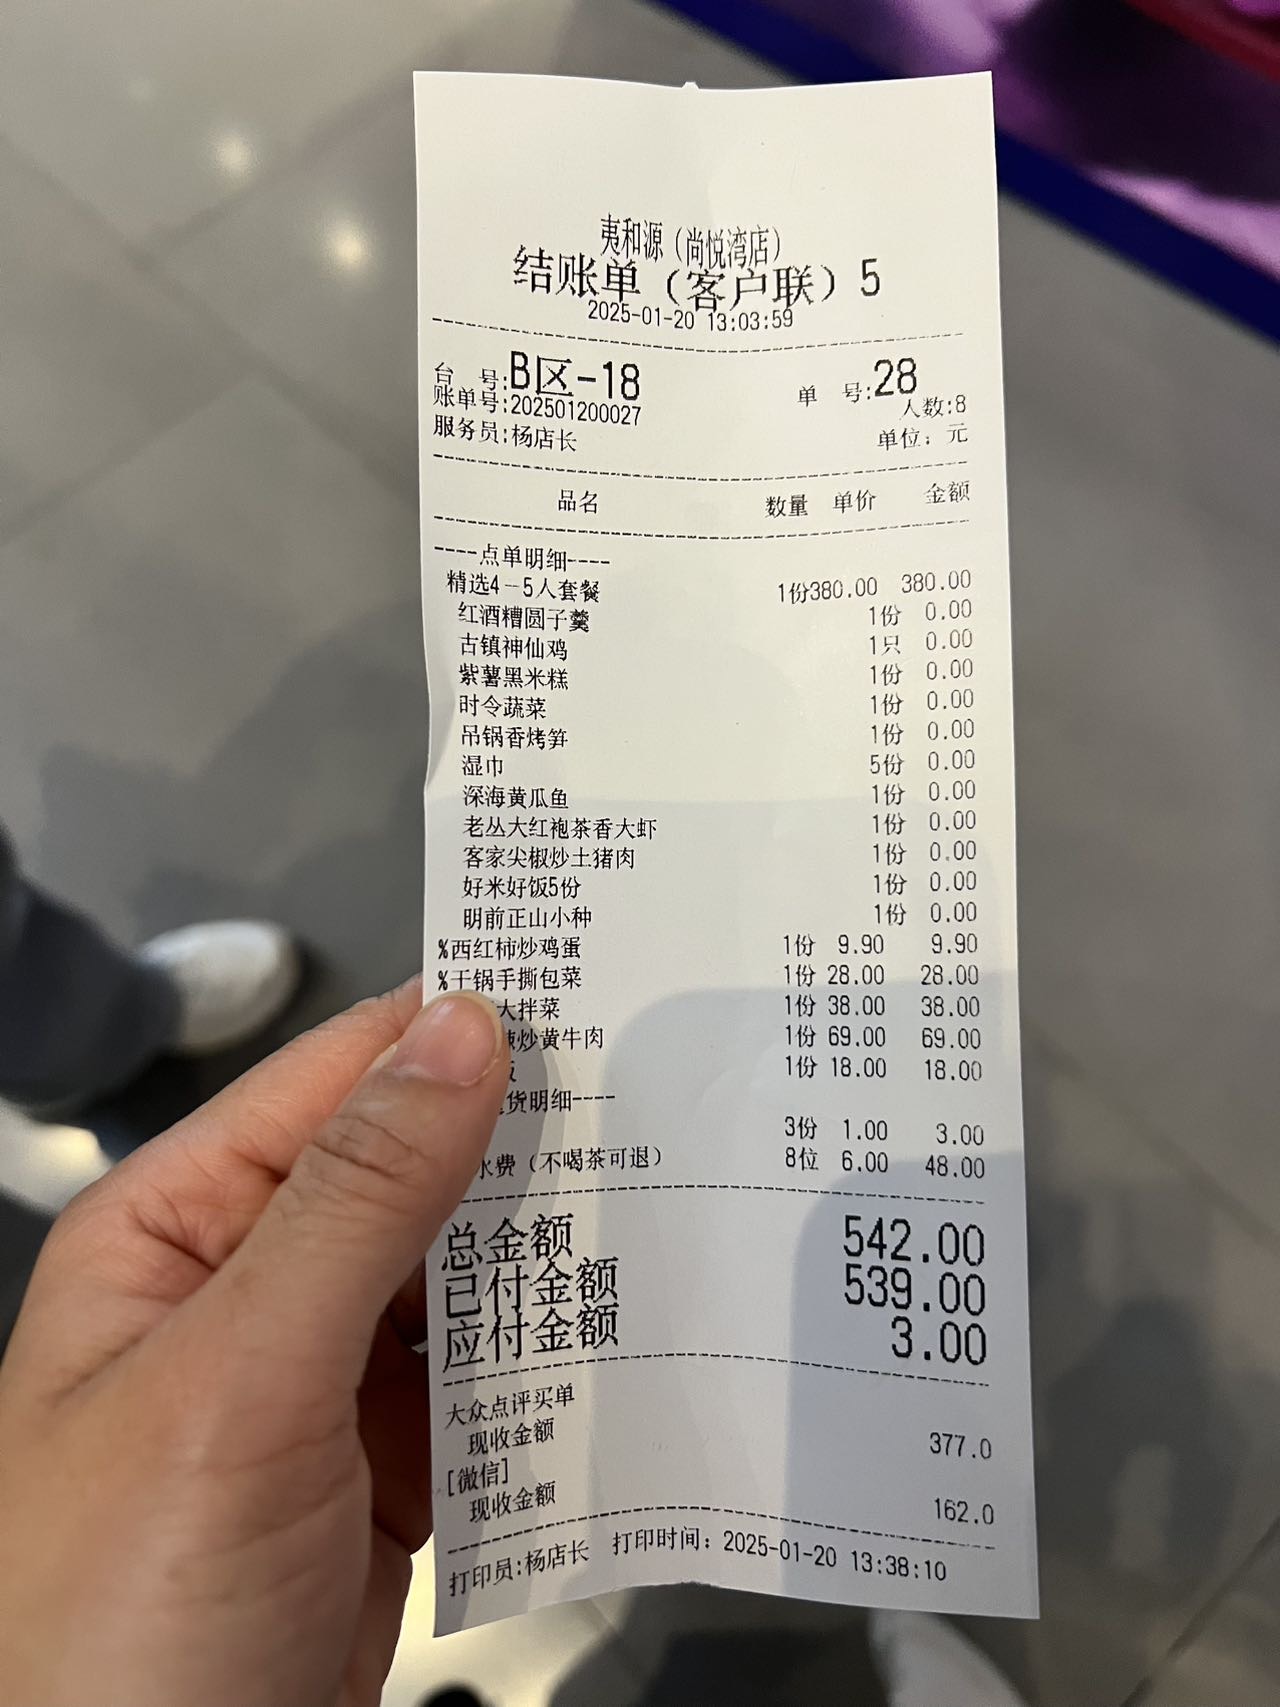 夷和源（尚悦湾店）
结账单（客户联）5
2025-01-20 13:03:59
台 号:B区-18 单 号:28
账单号:202501200027 人数:8
服务员:杨店长 单位：元
品名 数量 单价 金额
----点单明细----
精选4-5人套餐 1份380.00 380.00
红酒糟圆子羹 1份 0.00
古镇神仙鸡 1只 0.00
紫薯黑米糕 1份 0.00
时令蔬菜 1份 0.00
吊锅香烤笋 1份 0.00
湿巾 5份 0.00
深海黄瓜鱼 1份 0.00
老丛大红袍茶香大虾 1份 0.00
客家尖椒炒土猪肉 1份 0.00
好米好饭5份 1份 0.00
明前正山小种 1份 0.00
%西红柿炒鸡蛋 1份 9.90 9.90
%干锅手撕包菜 1份 28.00 28.00
大拌菜 1份 38.00 38.00
炒黄牛肉 1份 69.00 69.00
饭 1份 18.00 18.00
货明细----
3份 1.00 3.00
水费（不喝茶可退） 8位 6.00 48.00
总金额 542.00
已付金额 539.00
应付金额 3.00
大众点评买单
现收金额 377.0
[微信]
现收金额 162.0
打印员:杨店长 打印时间：2025-01-20 13:38:10